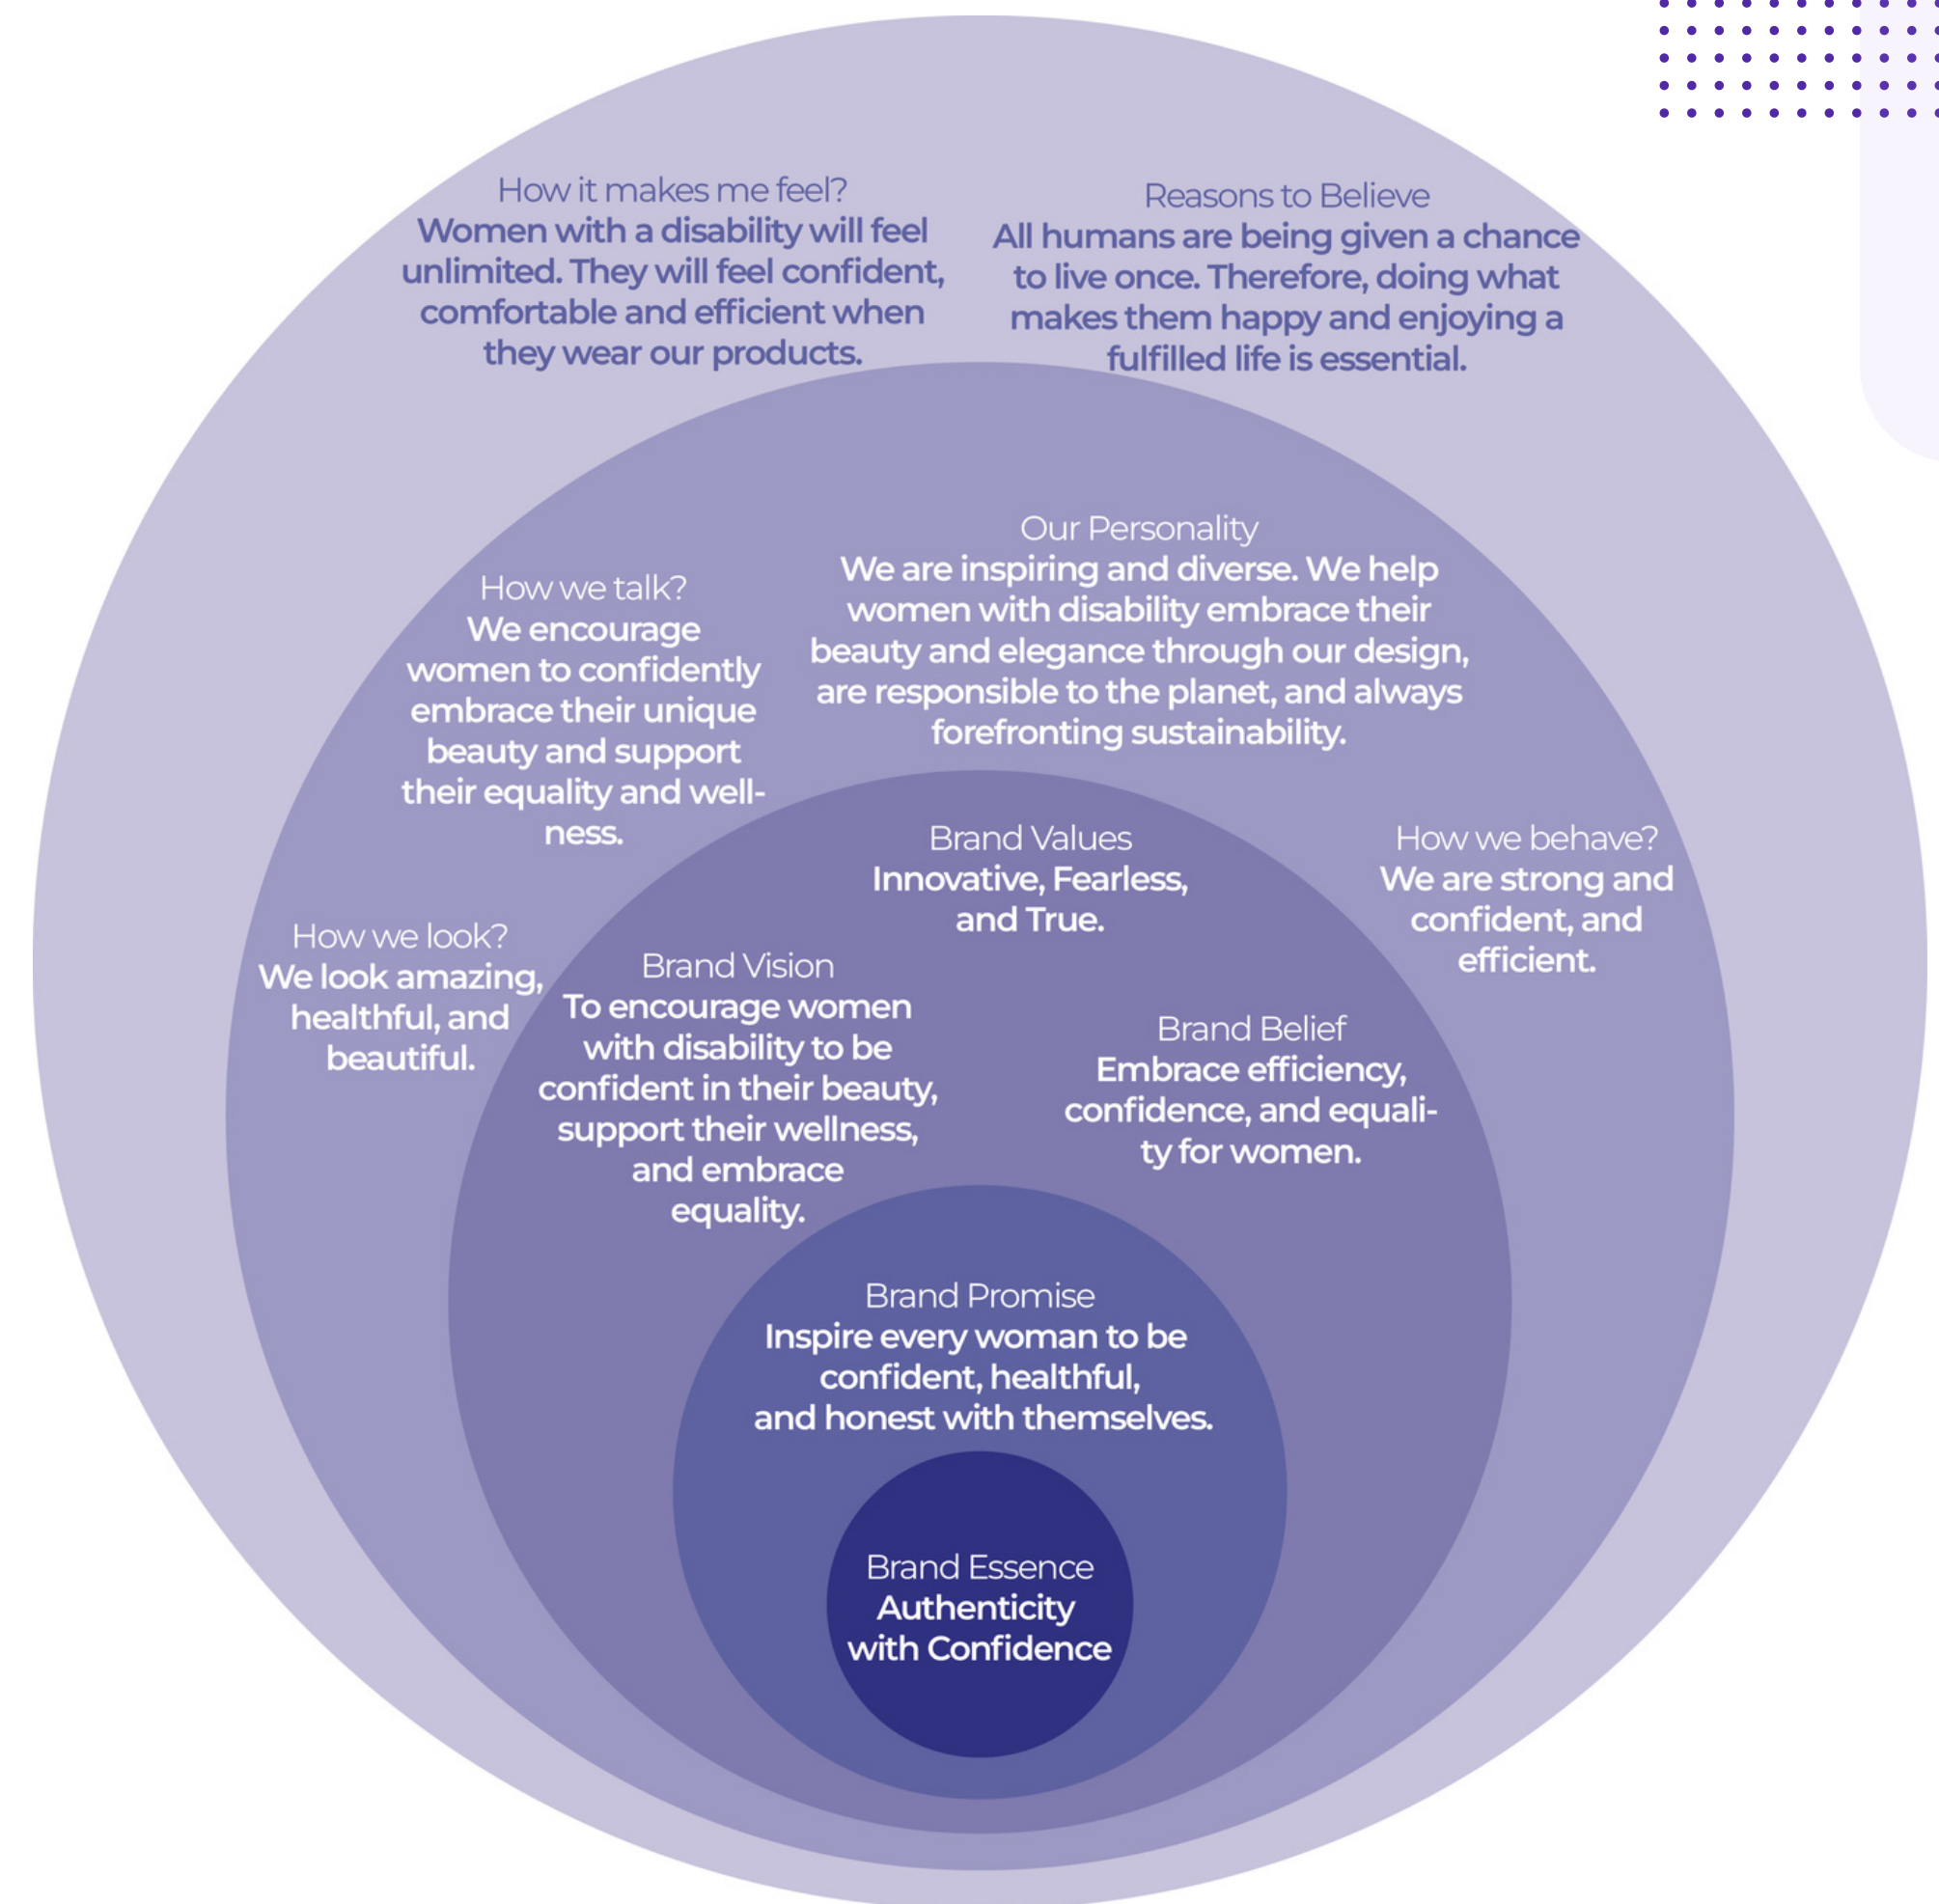 How it makes me feel?
Women with a disability will feel
unlimited. They will feel confident,
comfortable and efficient when
they wear our products.
Reasons to Believe
All humans are being given a chance
to live once. Therefore, doing what
makes them happy and enjoying a
fulfilled life is essential.
Our Personality
We are inspiring and diverse. We help
women with disability embrace their
beauty and elegance through our design,
are responsible to the planet, and always
forefronting sustainability.
How we talk?
We encourage
women to confidently
embrace their unique
beauty and support
their equality and well-
ness.
How we behave?
We are strong and
confident, and
efficient.
How we look?
We look amazing,
healthful, and
beautiful.
Brand Values
Innovative, Fearless,
and True.
Brand Vision
To encourage women
with disability to be
confident in their beauty,
support their wellness,
and embrace
equality.
Brand Belief
Embrace efficiency,
confidence, and equali-
ty for women.
Brand Promise
Inspire every woman to be
confident, healthful,
and honest with themselves.
Brand Essence
Authenticity
with Confidence